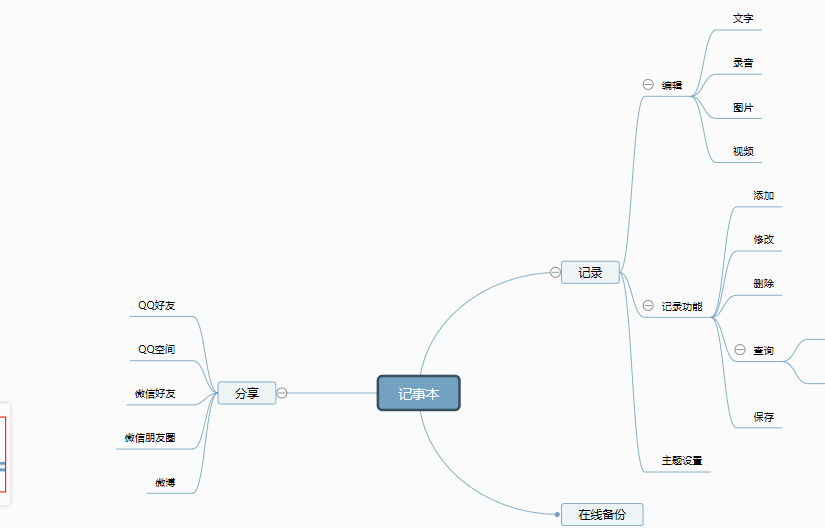 记事本
记录
编辑
文字
录音
图片
视频
记录功能
添加
修改
删除
查询
保存
主题设置
在线备份
分享
QQ好友
QQ空间
微信好友
微信朋友圈
微博